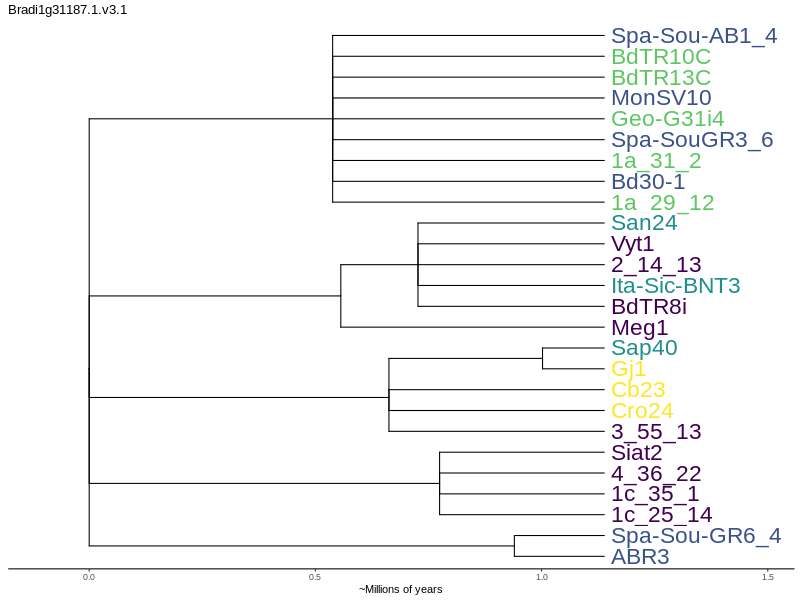 Bradi1g31187.1.v3.1
Spa-Sou-AB1_4
BdTR10C
BdTR13C
MonSV10
Geo-G31i4
Spa-SouGR3_6
1a_31_2
Bd30-1
1a_29_12
San24
Vyt1
2_14_13
Ita-Sic-BNT3
BdTR8i
Meg1
Sap40
Gj1
Cb23
Cro24
3_55_13
Siat2
4_36_22
1c_35_1
1c_25_14
Spa-Sou-GR6_4
ABR3
0.0 0.5 1.0 1.5
~Millions of years